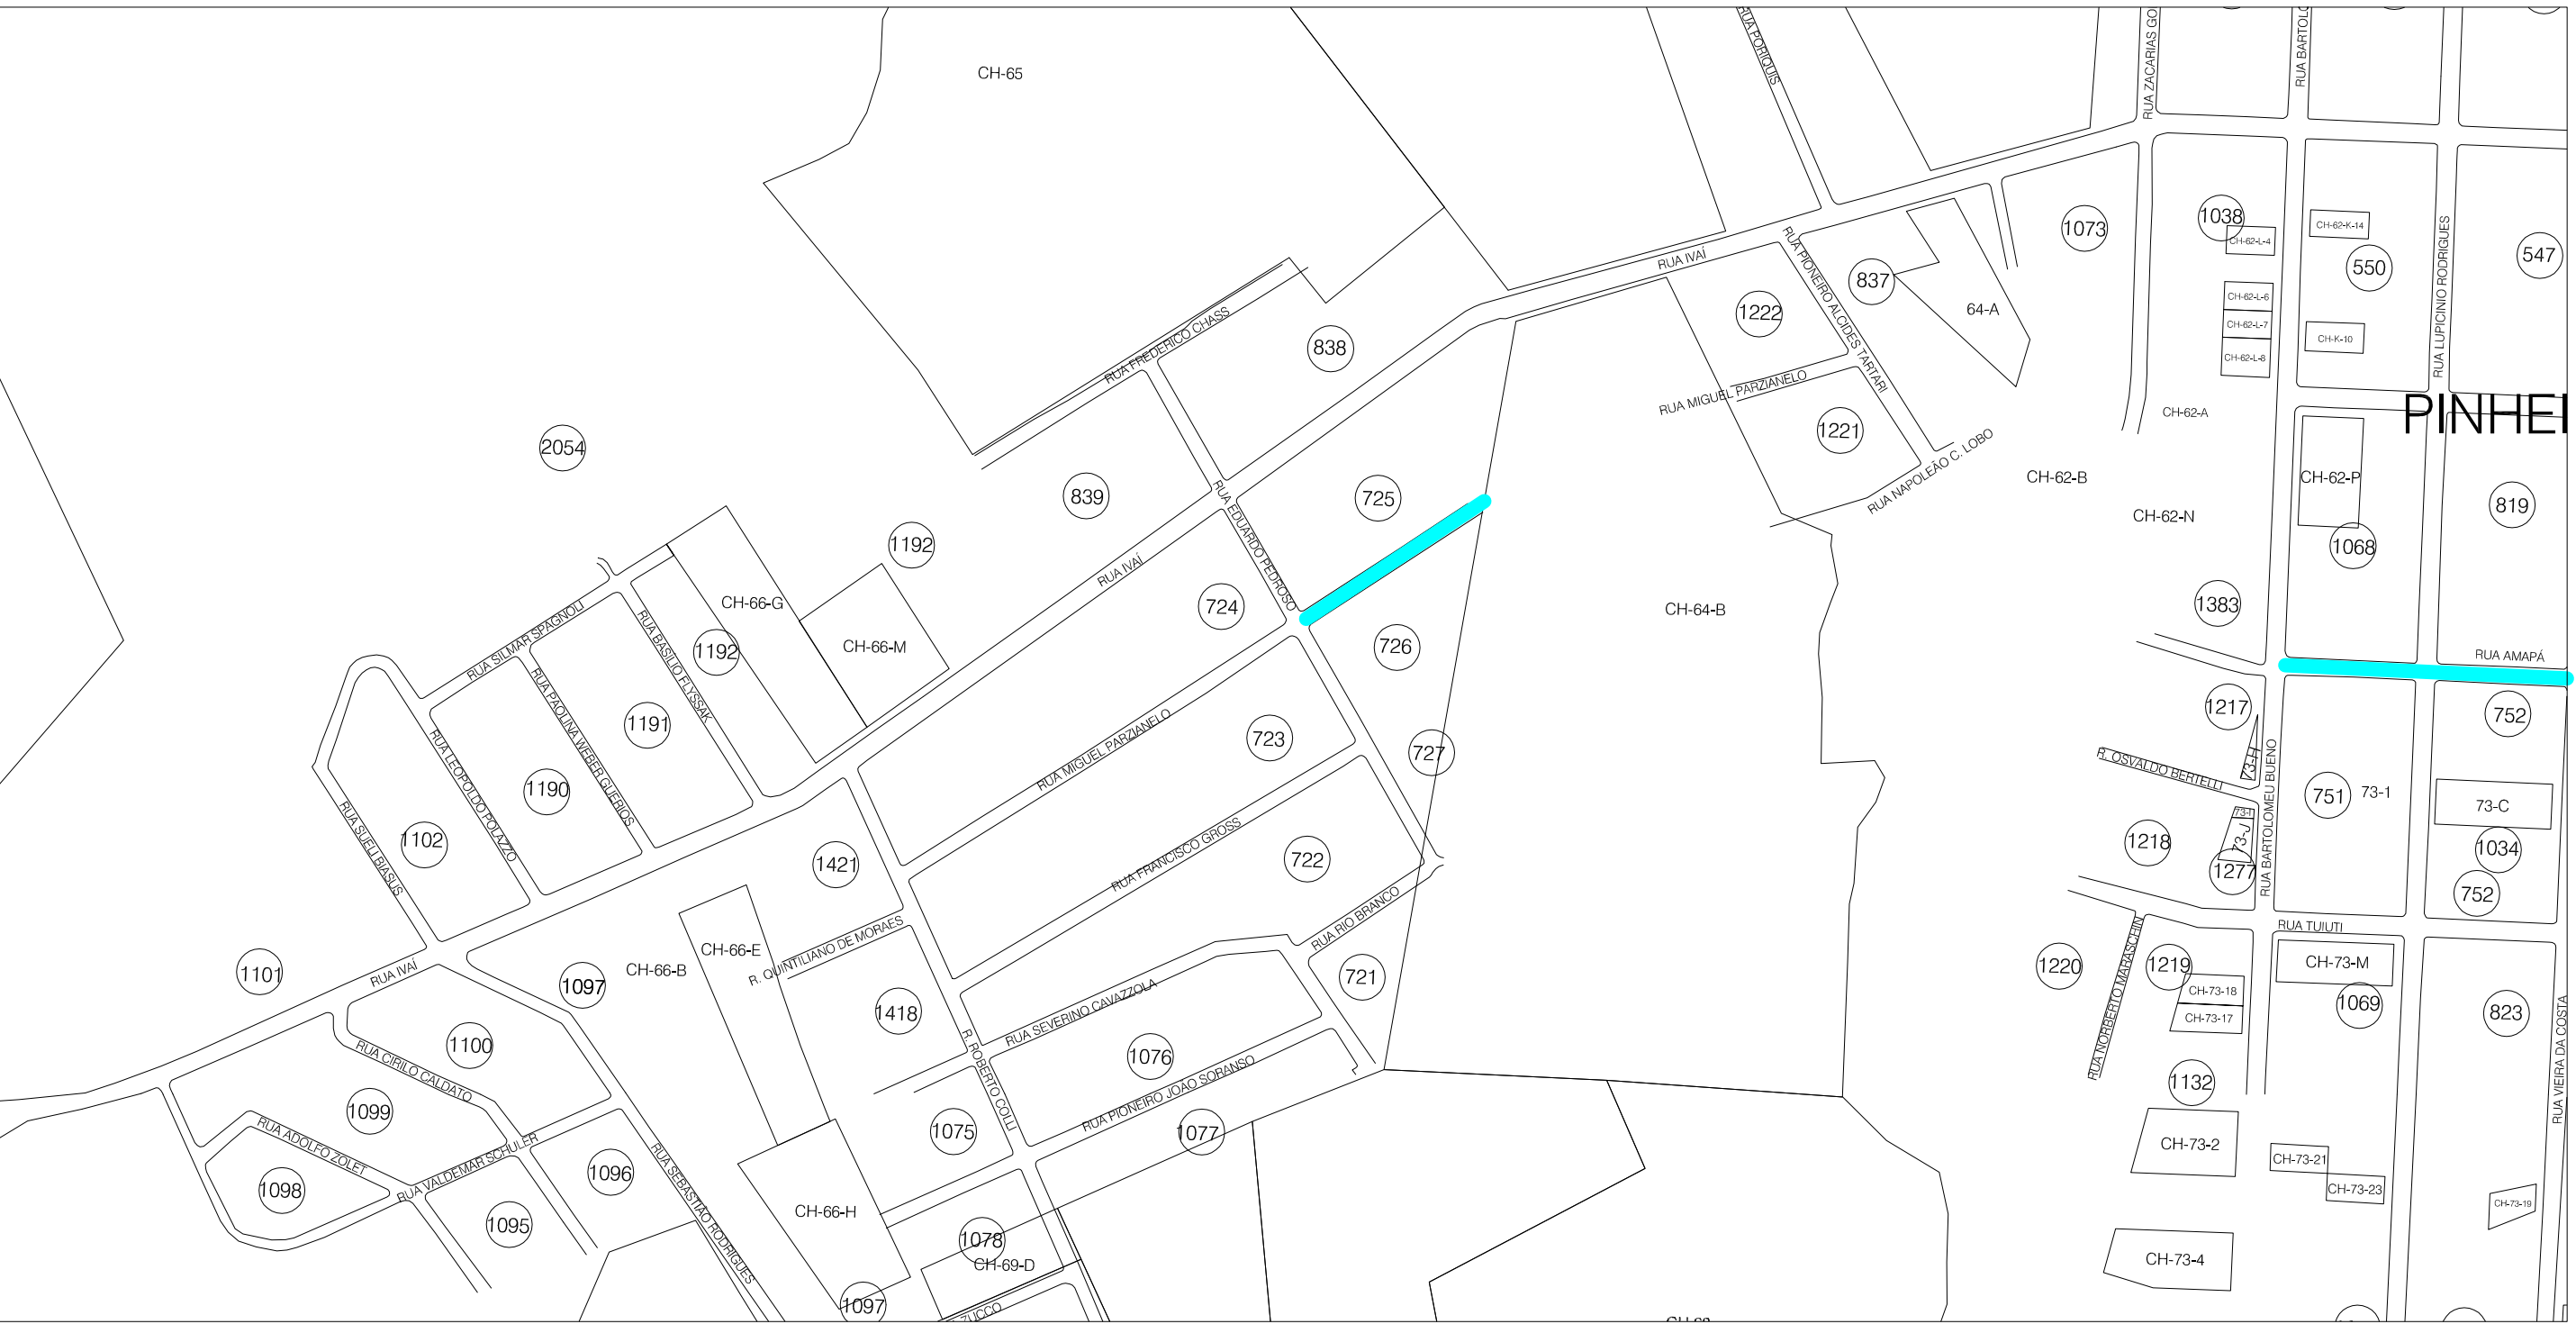 CH-65
RUA PORIQUIS
RUA ZACARIAS GO
RUA BARTOLO
CH-62-K-14
1038
CH-62-L-4
1073
550
547
RUA LUPICINIO RODRIGUES
RUA IVAÍ
RUA PIONEIRO ALCIDES TARTARI
837
64-A
CH-62-L-6
CH-62-L-7
CH-62-L-8
CH-K-10
1222
RUA FREDERICO CHASS
838
RUA MIGUEL PARZIANELO
1221
CH-62-A
PINHEI
RUA NAPOLEÃO C. LOBO
CH-62-B
CH-62-P
CH-62-N
819
1068
2054
839
725
1192
RUA EDUARDO PEDROSO
RUA IVAÍ
CH-66-G
724
CH-64-B
1383
RUA SILMAR SPAGNOLI
RUA BASILIO FLYSSAK
1192
CH-66-M
726
RUA AMAPÁ
RUA PAOLINA WEBER GUERIOS
1191
RUA LEOPOLDO POLAZZO
723
727
1217
752
73-H
R. OSVALDO BERTELLI
RUA BARTOLOMEU BUENO
RUA MIGUEL PARZIANELO
1190
751
73-1
73-C
RUA SUELI BIASUS
1102
1421
RUA FRANCISCO GROSS
722
1218
73-I
73-J
1277
1034
752
RUA RIO BRANCO
RUA TUIUTI
R. QUINTILIANO DE MORAES
CH-66-E
CH-66-B
1101
RUA IVAÍ
1097
721
1220
RUA NORBERTO MARASCHIN
1219
CH-73-M
CH-73-18
CH-73-17
1069
823
RUA VIEIRA DA COSTA
1418
RUA SEVERINO CAVAZZOLA
R. ROBERTO COLLI
1100
RUA CIRILO CALDATO
1076
RUA PIONEIRO JOÃO SORANSO
1132
1099
RUA ADOLFO ZOLET
RUA VALDEMAR SCHULER
1075
1077
CH-73-2
CH-73-21
CH-73-23
CH-73-19
1098
1096
RUA SEBASTIÃO RODRIGUES
1095
CH-66-H
1078
CH-69-D
CH-73-4
1097
ZUCCO